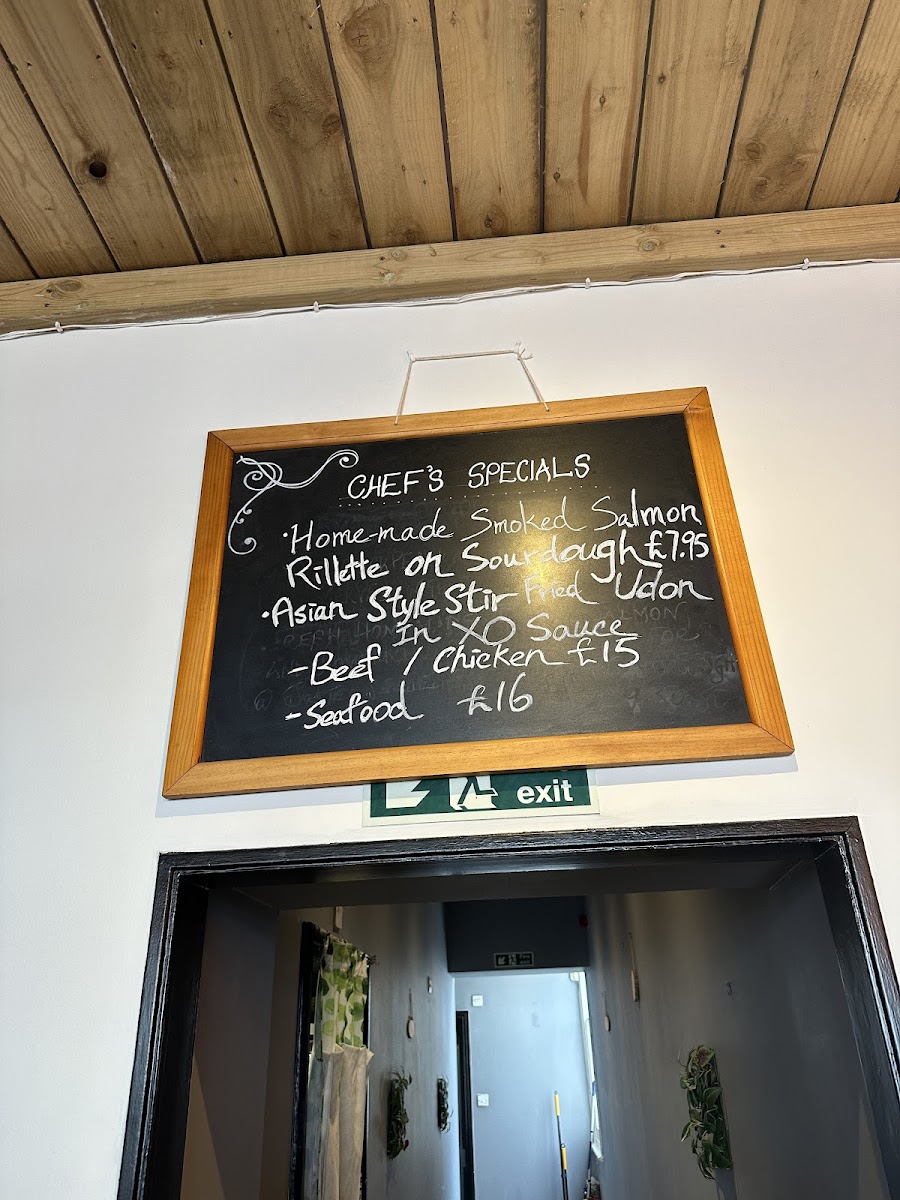 CHEF'S SPECIALS
·Home-made Smoked Salmon
Rillette on Sourdough £7.95
·Asian Style Stir Fried Udon
In XO Sauce
-Beef / Chicken £15
-Seafood £16
exit